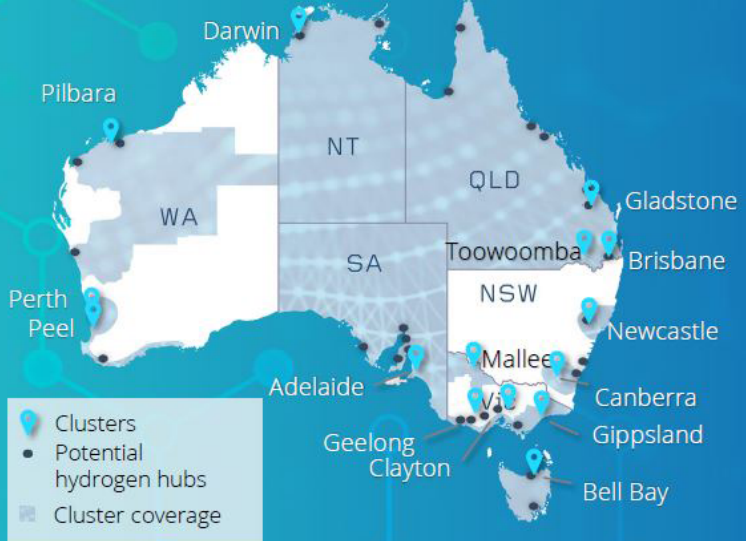 Darwin
Pilbara
NT
QLD
WA
Gladstone
Toowoomba
Brisbane
SA
NSW
Perth
Peel
Newcastle
Mallee
Adelaide
Canberra
Vic
Gippsland
Geelong
Clayton
Bell Bay
Clusters
Potential
hydrogen hubs
Cluster coverage